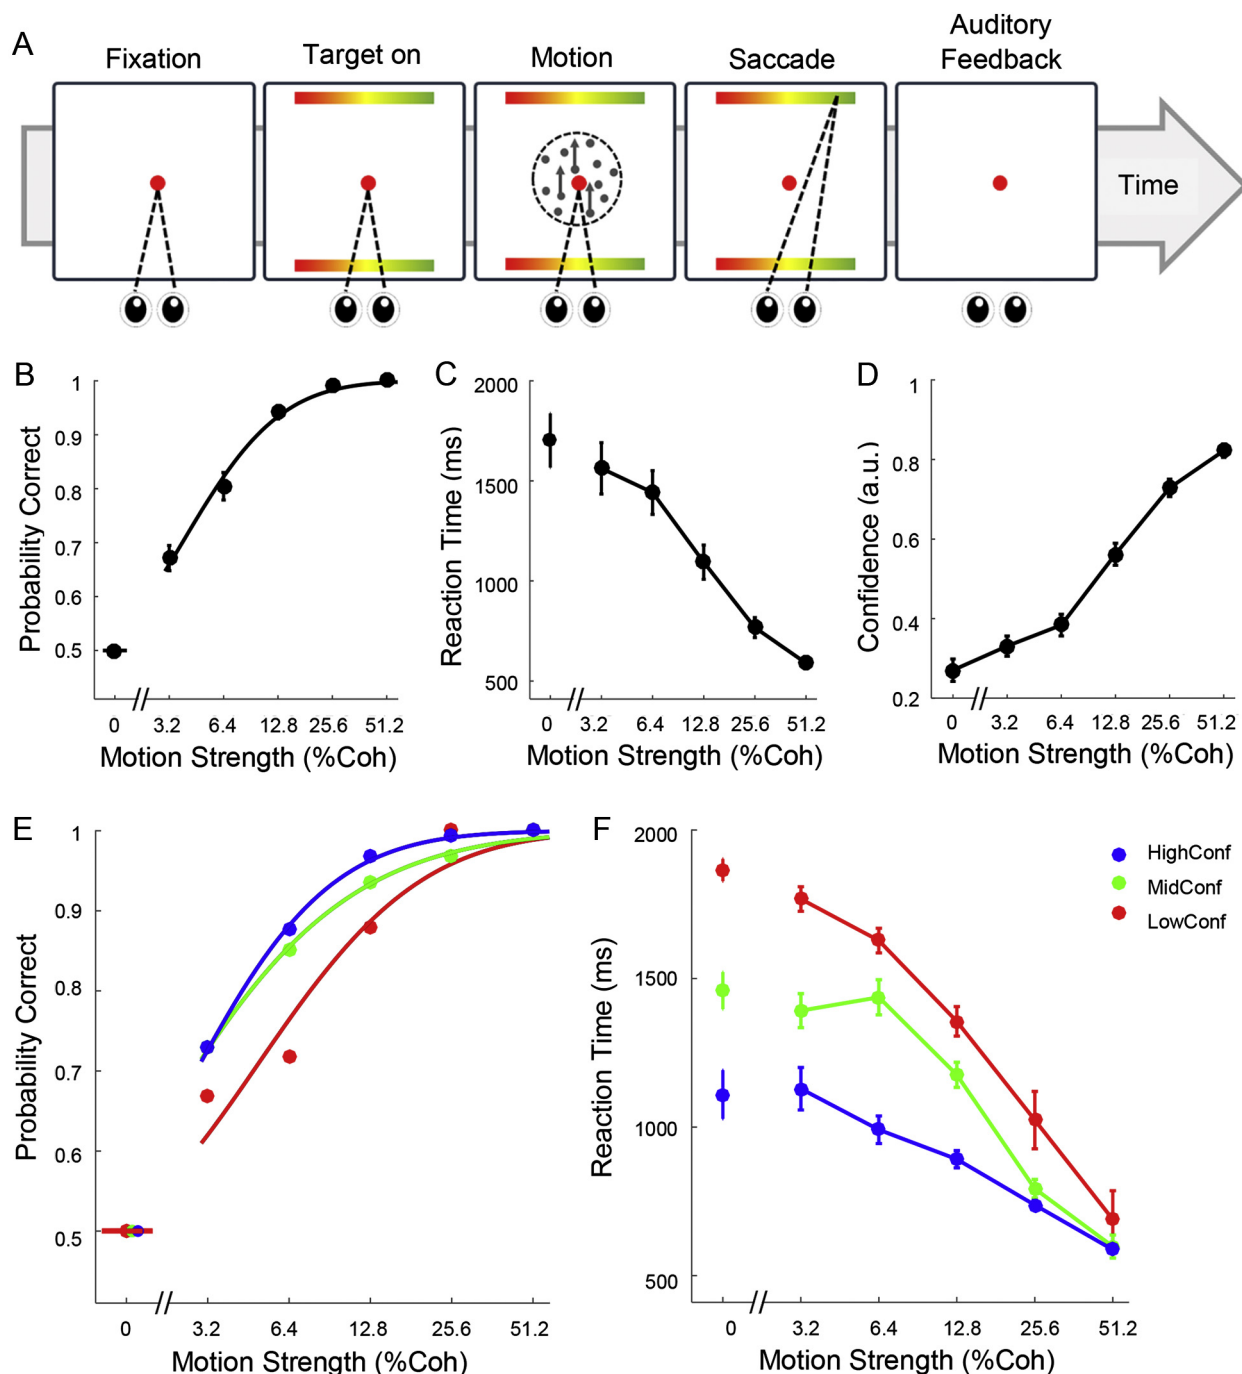 A
Fixation
Target on
Motion
Saccade
Auditory
Feedback
Time
B
Probability Correct
1
0.9
0.8
0.7
0.6
0.5
0
3.2
6.4
12.8
25.6
51.2
Motion Strength (%Coh)
C
Reaction Time (ms)
2000
1500
1000
500
0
3.2
6.4
12.8
25.6
51.2
Motion Strength (%Coh)
D
Confidence (a.u.)
1
0.8
0.6
0.4
0.2
0
3.2
6.4
12.8
25.6
51.2
Motion Strength (%Coh)
E
Probability Correct
1
0.9
0.8
0.7
0.6
0.5
0
3.2
6.4
12.8
25.6
51.2
Motion Strength (%Coh)
F
Reaction Time (ms)
2000
1500
1000
500
0
3.2
6.4
12.8
25.6
51.2
Motion Strength (%Coh)
HighConf
MidConf
LowConf